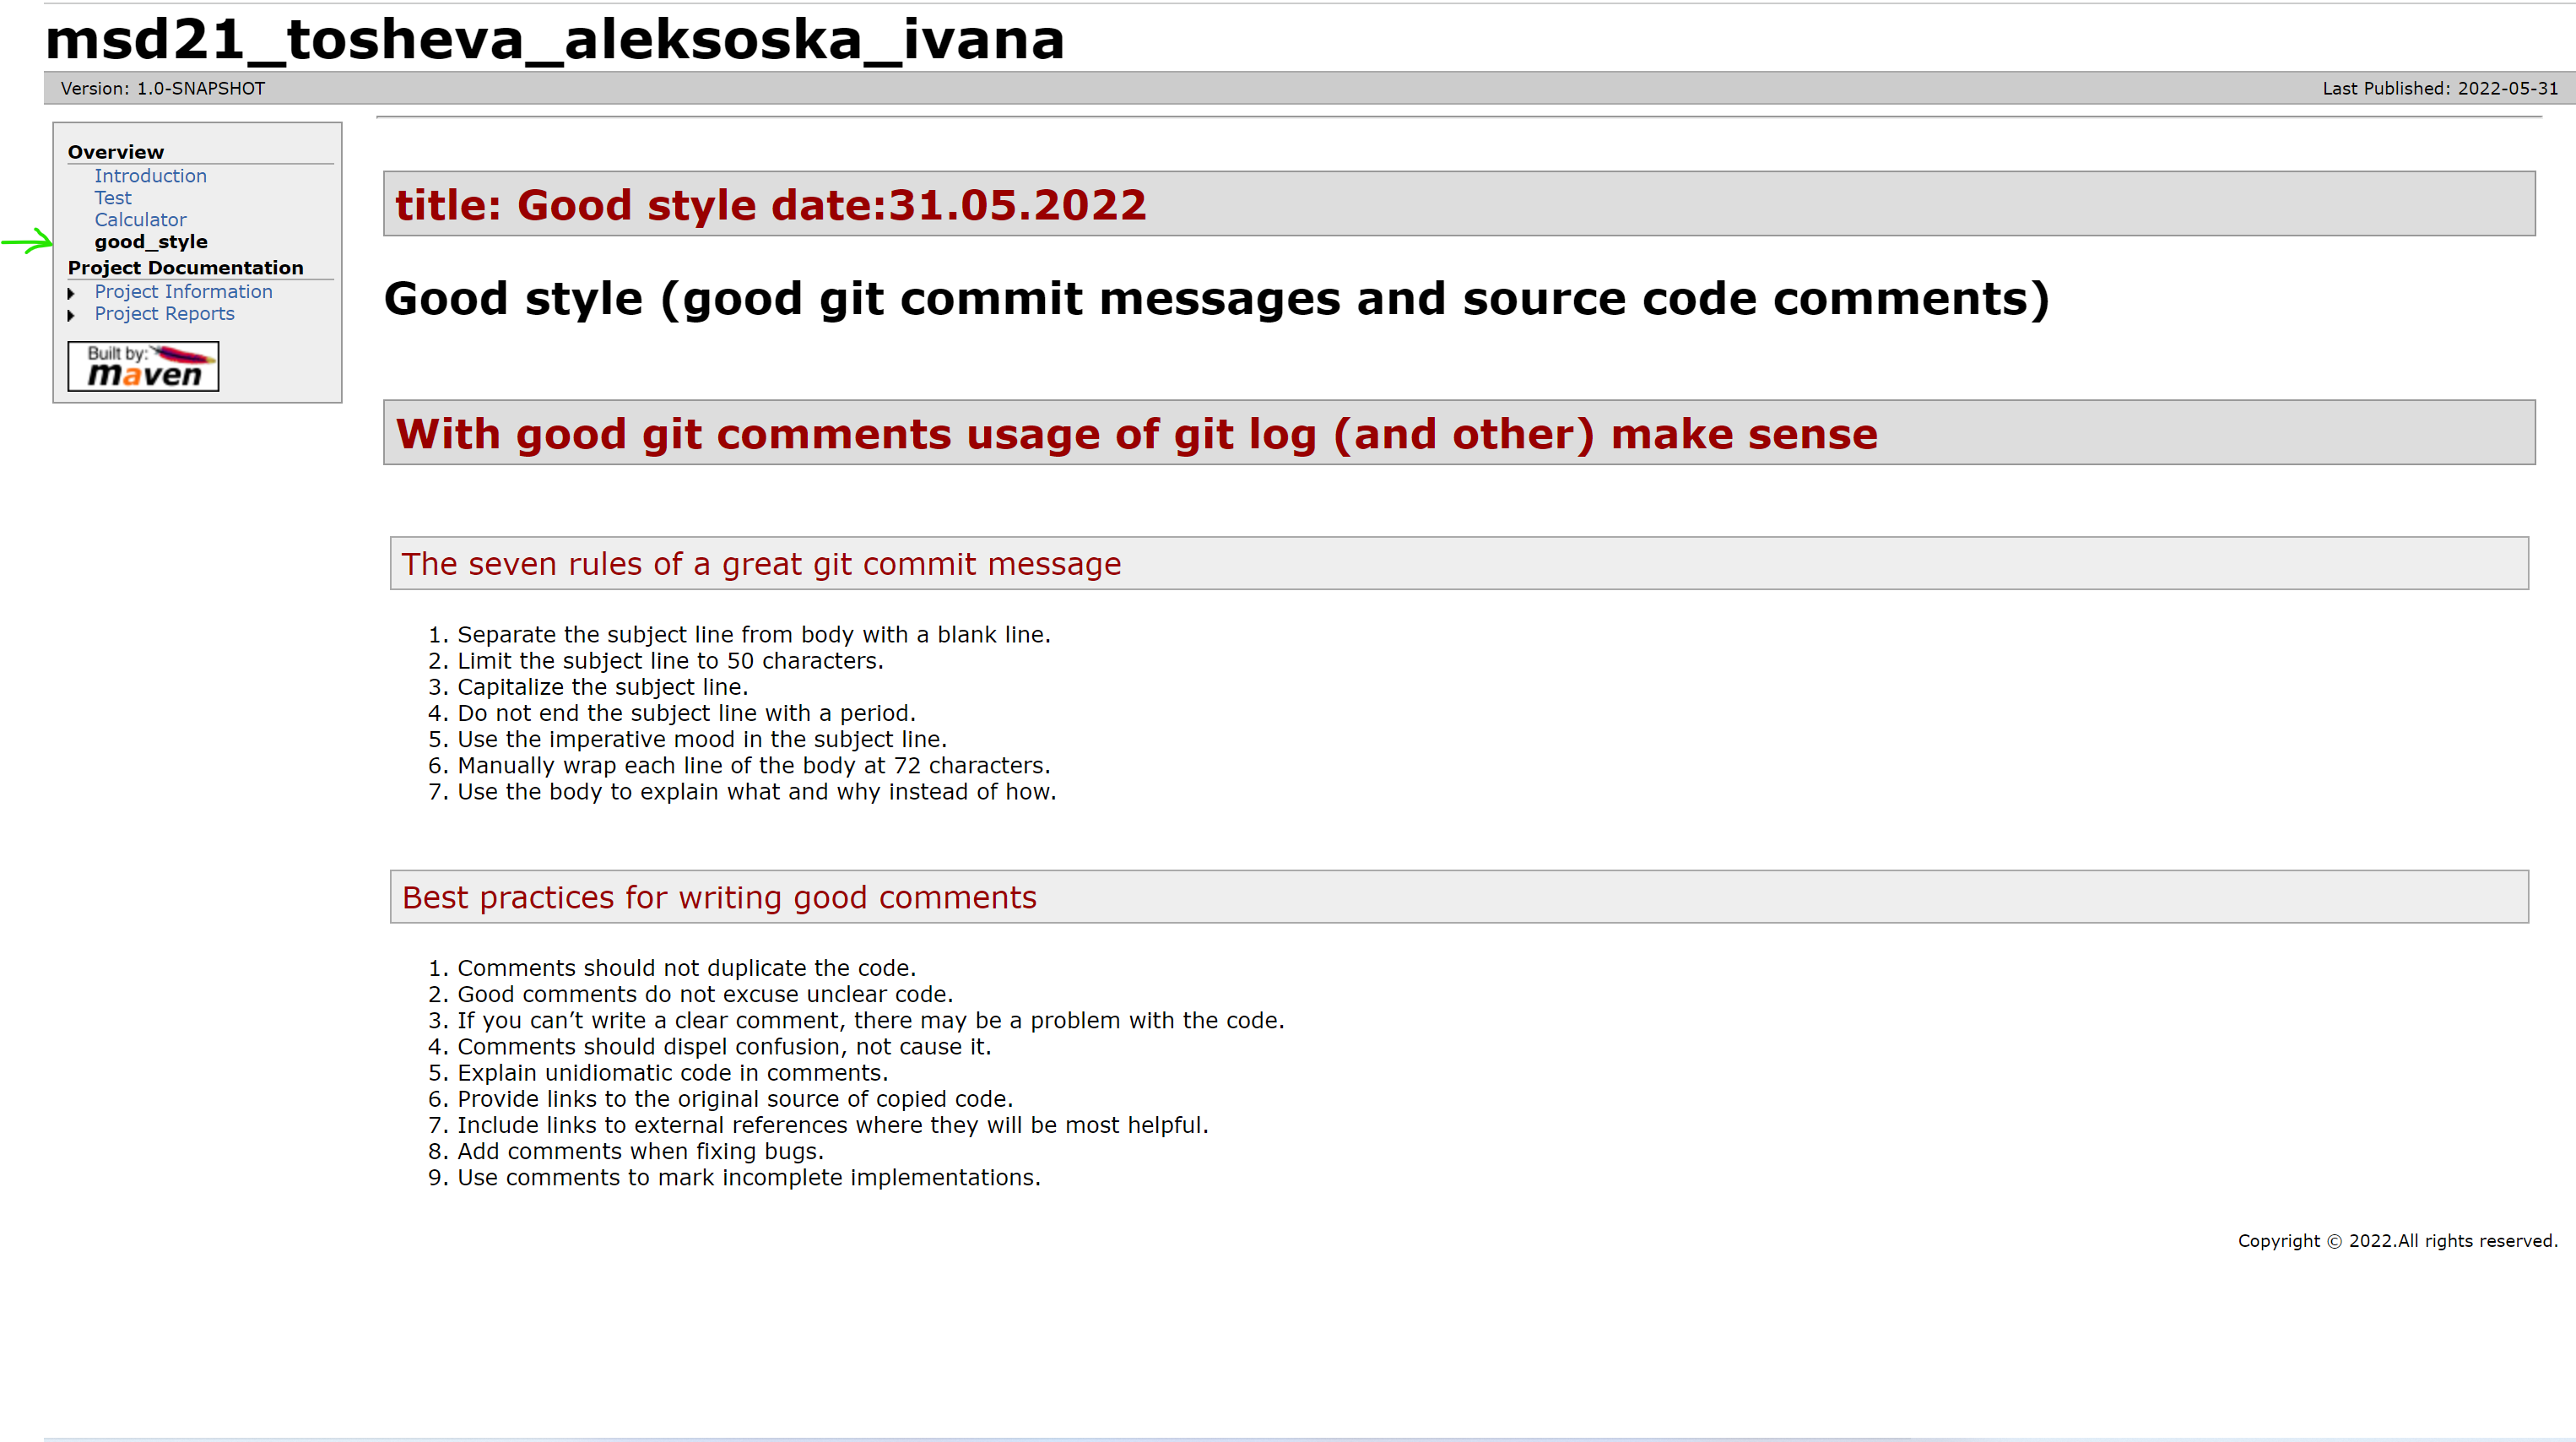 msd21_tosheva_aleksoska_ivana
Version: 1.0-SNAPSHOT
Last Published: 2022-05-31
Overview
Introduction
Test
Calculator
good_style
Project Documentation
Project Information
Project Reports
Built by:
maven
title: Good style date:31.05.2022
Good style (good git commit messages and source code comments)
With good git comments usage of git log (and other) make sense
The seven rules of a great git commit message
1. Separate the subject line from body with a blank line.
2. Limit the subject line to 50 characters.
3. Capitalize the subject line.
4. Do not end the subject line with a period.
5. Use the imperative mood in the subject line.
6. Manually wrap each line of the body at 72 characters.
7. Use the body to explain what and why instead of how.
Best practices for writing good comments
1. Comments should not duplicate the code.
2. Good comments do not excuse unclear code.
3. If you can’t write a clear comment, there may be a problem with the code.
4. Comments should dispel confusion, not cause it.
5. Explain unidiomatic code in comments.
6. Provide links to the original source of copied code.
7. Include links to external references where they will be most helpful.
8. Add comments when fixing bugs.
9. Use comments to mark incomplete implementations.
Copyright © 2022.All rights reserved.